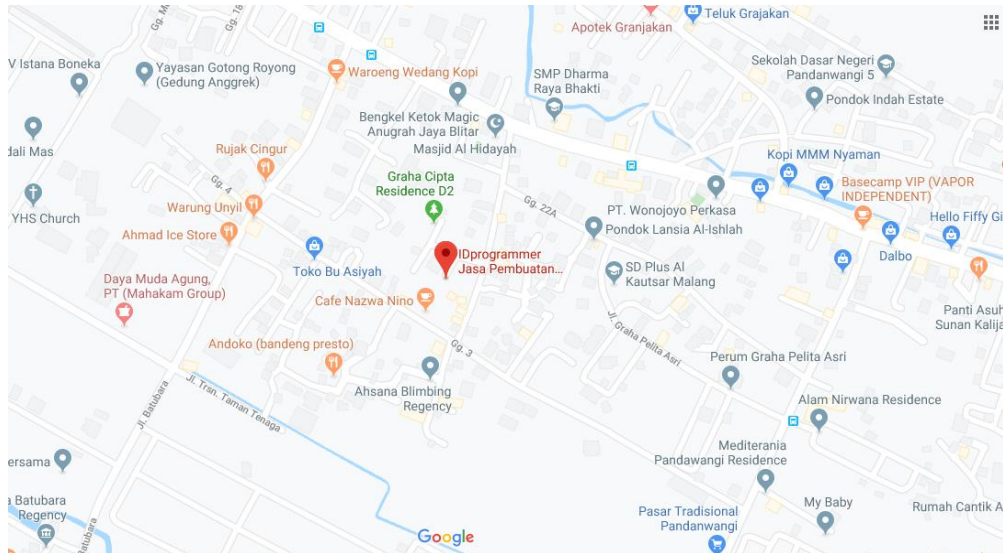 Teluk Grajakan
Apotek Granjakan
Gg. 18
V Istana Boneka
Yayasan Gotong Royong
(Gedung Anggrek)
Waroeng Wedang Kopi
SMP Dharma
Raya Bhakti
Sekolah Dasar Negeri
Pandanwangi 5
Pondok Indah Estate
Bengkel Ketok Magic
Anugrah Jaya Blitar
Masjid Al Hidayah
dali Mas
Rujak Cingur
Kopi MMM Nyaman
Graha Cipta
Residence D2
Gg. 4
Basecamp VIP (VAPOR
INDEPENDENT)
YHS Church
Warung Unyil
Gg. 22A
PT. Wonojoyo Perkasa
Pondok Lansia Al-Ishlah
Hello Fiffy Gi
Ahmad Ice Store
Dalbo
IDprogrammer
Jasa Pembuatan...
Toko Bu Asiyah
SD Plus Al
Kautsar Malang
Daya Muda Agung,
PT (Mahakam Group)
Cafe Nazwa Nino
Panti Asuh
Sunan Kalija
Jl. Graha Pelita Asri
Andoko (bandeng presto)
Gg. 3
Perum Graha Pelita Asri
Jl. Trsn. Taman Tenaga
Jl. Batubara
Ahsana Blimbing
Regency
Alam Nirwana Residence
Mediterania
Pandawangi Residence
ersama
a Batubara
Regency
My Baby
Rumah Cantik A
Pasar Tradisional
Pandanwangi
Google